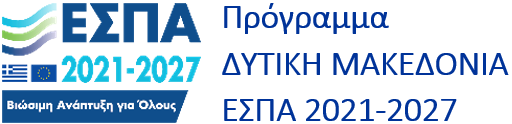 ΕΣΠΑ
2021-2027
Βιώσιμη Ανάπτυξη για Όλους
Πρόγραμμα
ΔΥΤΙΚΗ ΜΑΚΕΔΟΝΙΑ
ΕΣΠΑ 2021-2027